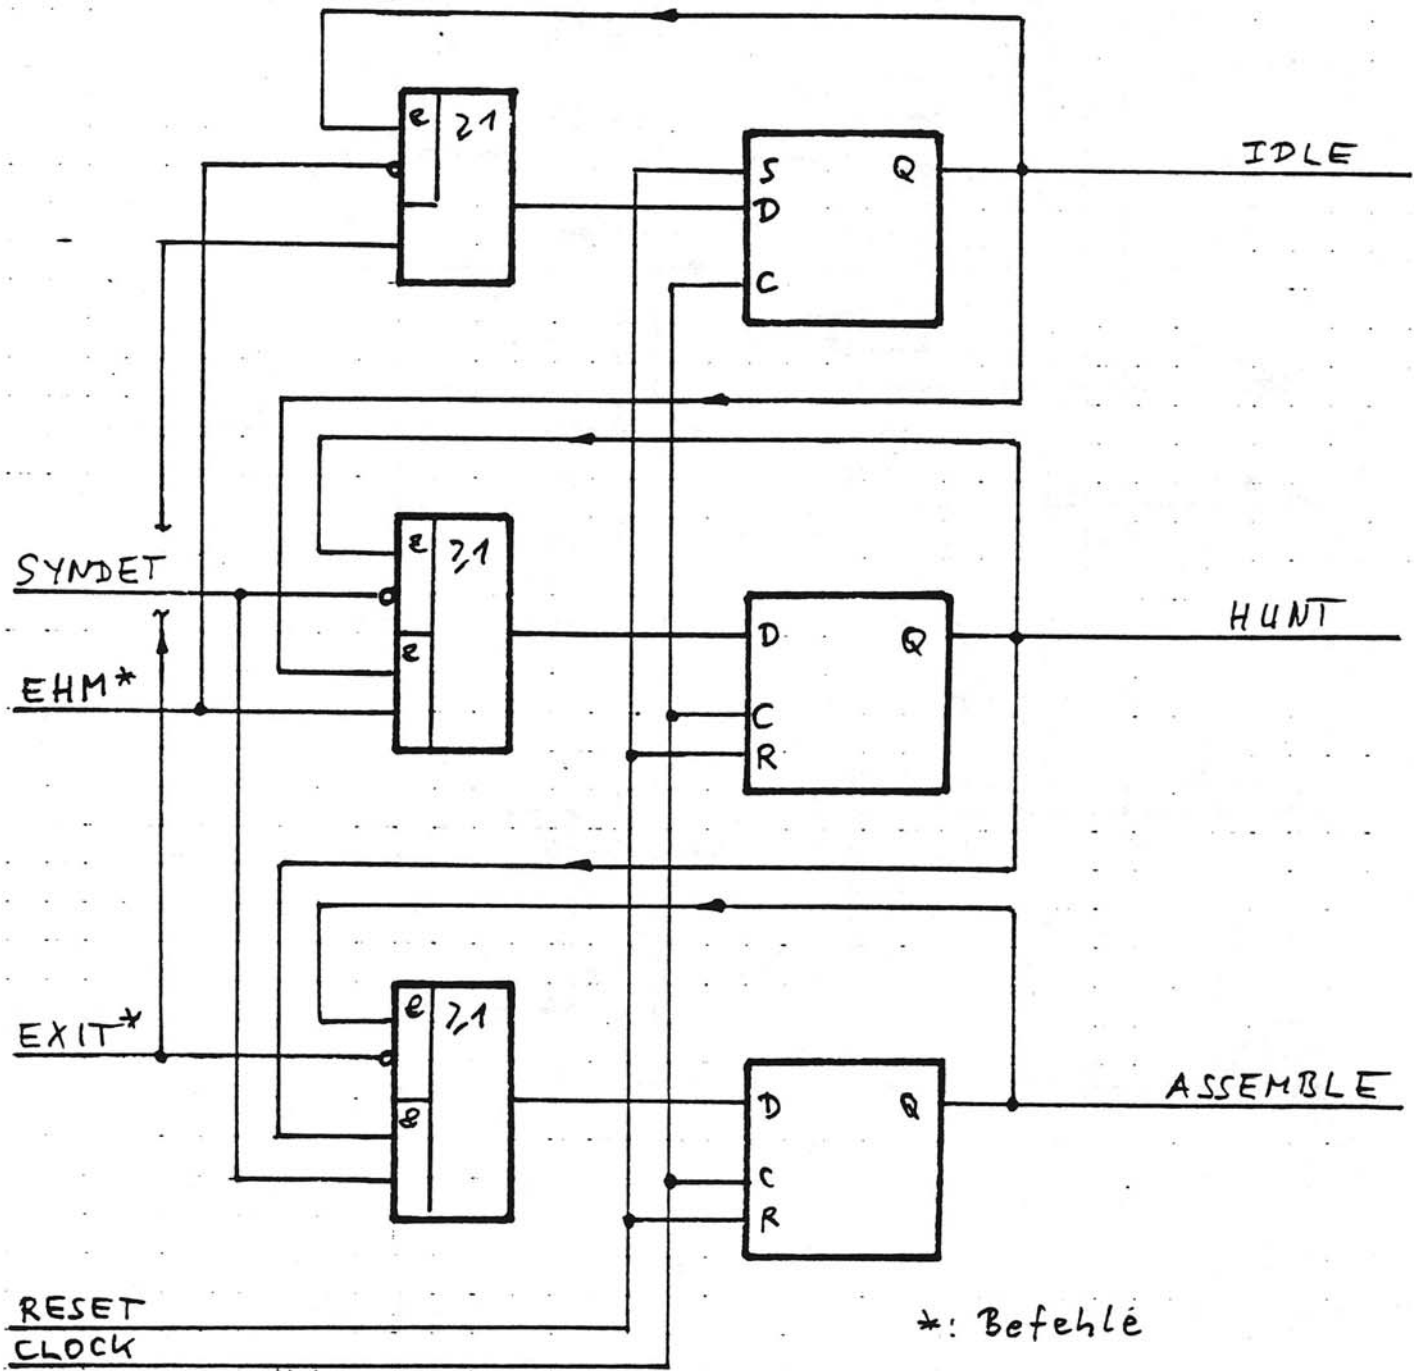 & ≥1
S Q IDLE
D
C
SYNDET
& ≥1
HUNT
D Q
&
EHM*
C
R
& ≥1
EXIT*
ASSEMBLE
D Q
&
C
R
RESET
*: Befehle
CLOCK